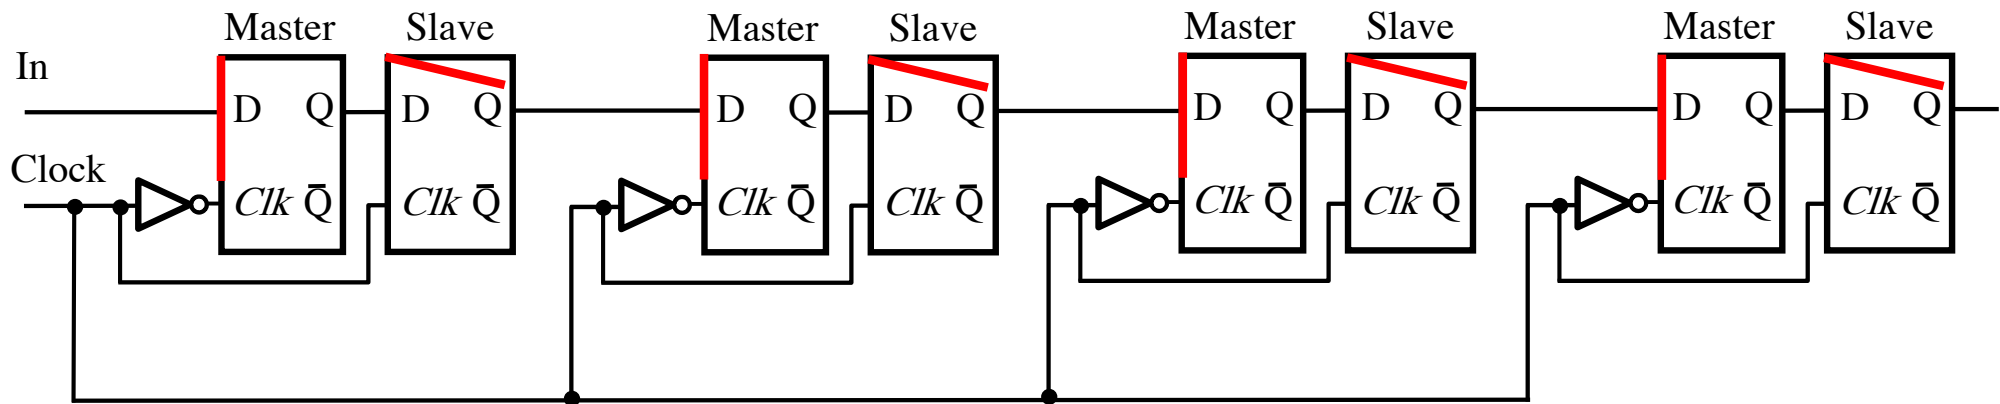 Master Slave Master Slave Master Slave Master Slave
In
D Q D Q D Q D Q D Q D Q D Q D Q
Clock
Clk Q̄ Clk Q̄ Clk Q̄ Clk Q̄ Clk Q̄ Clk Q̄ Clk Q̄ Clk Q̄